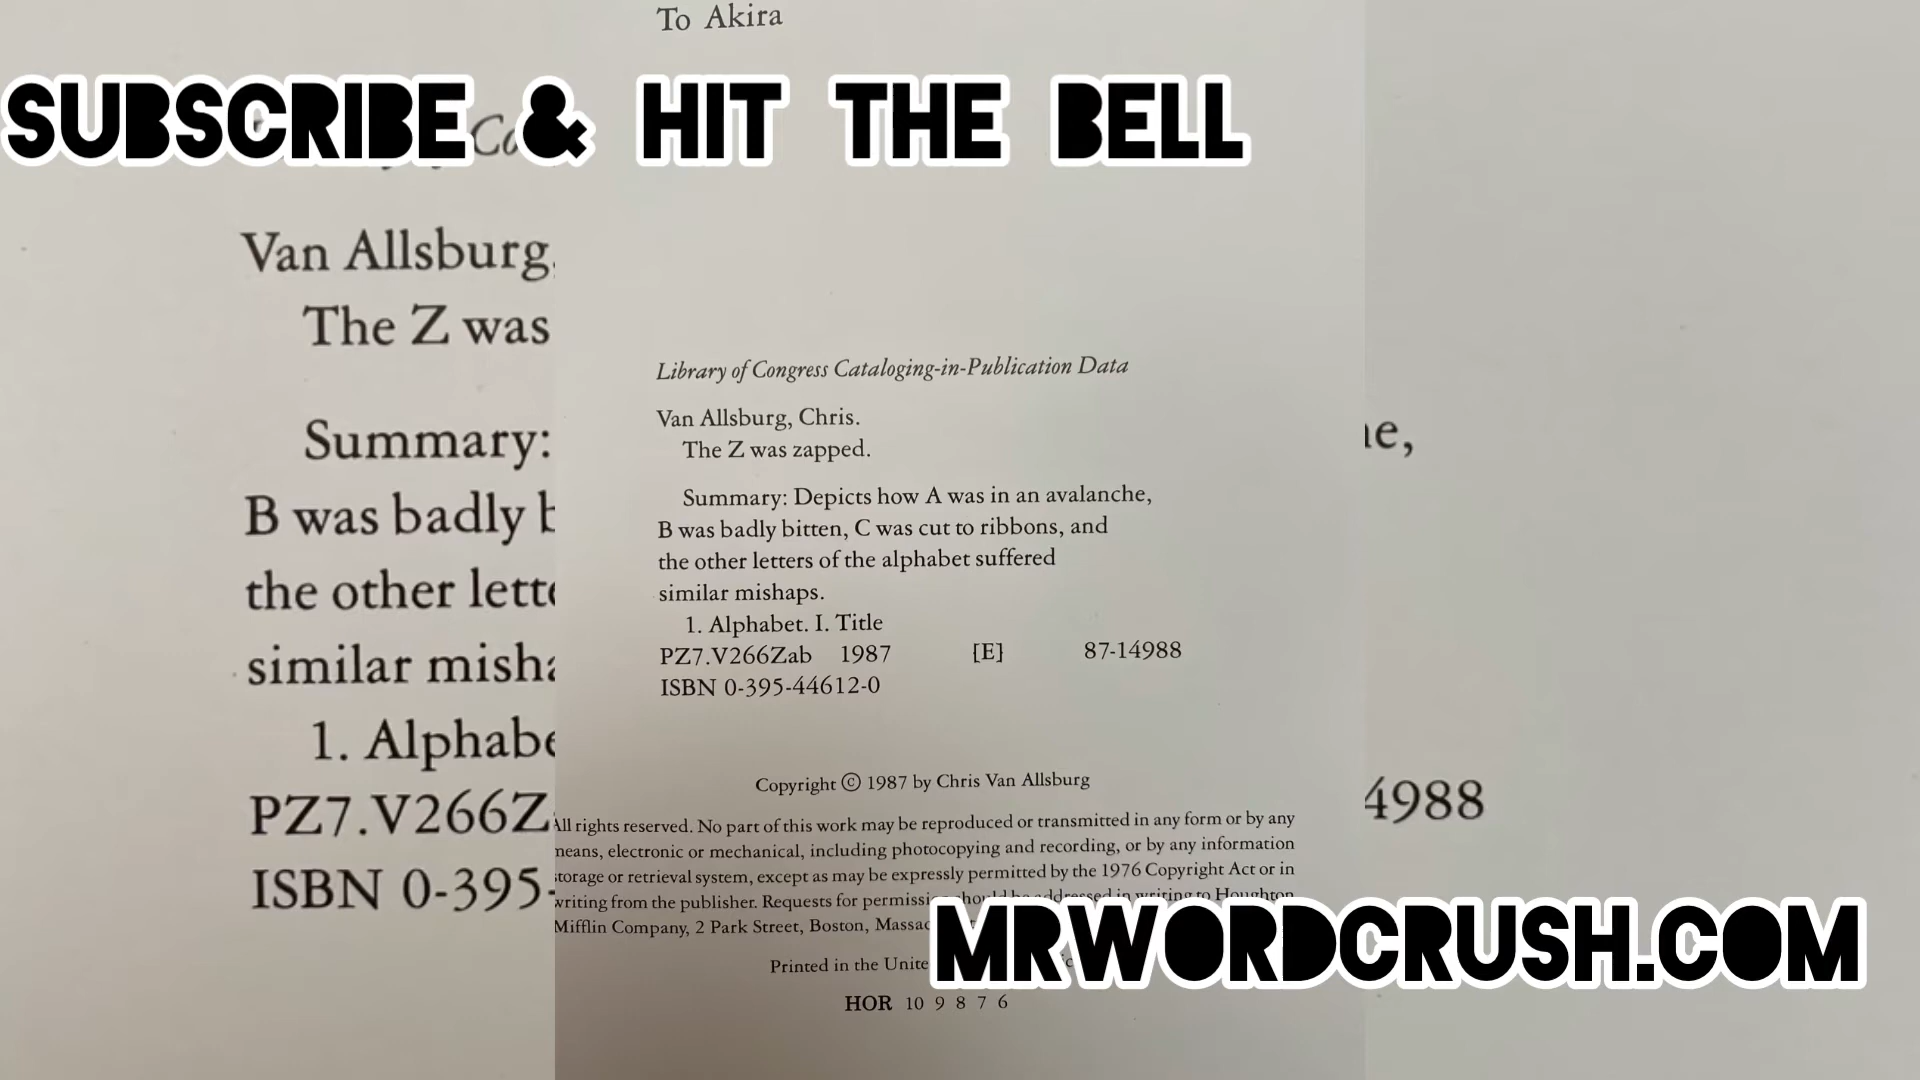 To Akira
SUBSCRIBE & HIT THE BELL
Library of Congress Cataloging-in-Publication Data
Van Allsburg, Chris.
The Z was zapped.
Summary: Depicts how A was in an avalanche,
B was badly bitten, C was cut to ribbons, and
the other letters of the alphabet suffered
similar mishaps.
1. Alphabet. I. Title
PZ7.V266Zab 1987 [E] 87-14988
ISBN 0-395-44612-0
Copyright © 1987 by Chris Van Allsburg
All rights reserved. No part of this work may be reproduced or transmitted in any form or by any
means, electronic or mechanical, including photocopying and recording, or by any information
storage or retrieval system, except as may be expressly permitted by the 1976 Copyright Act or in
writing from the publisher. Requests for permission should be addressed in writing to Houghton
Mifflin Company, 2 Park Street, Boston,
Printed in the
HOR 10 9 8 7 6
MRWORDCRUSH.COM
Van Allsburg,
The Z was
Summary:
B was badly
the other
similar
1.
4988
ISBN 0-395-